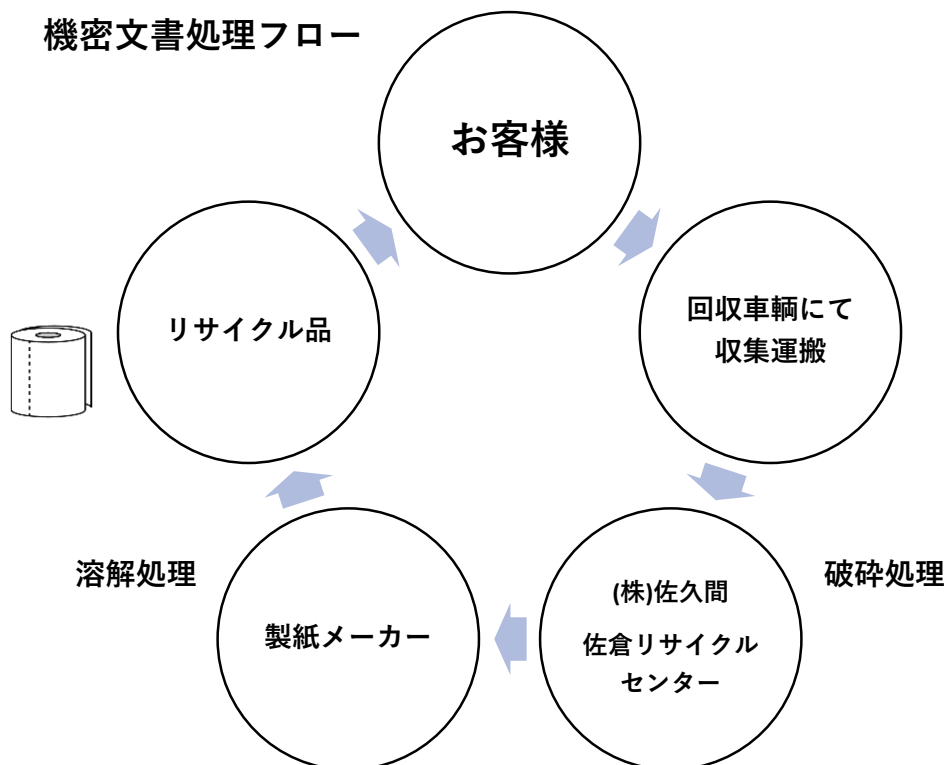 機密文書処理フロー
お客様
回収車輌にて
収集運搬
破砕処理
(株)佐久間
佐倉リサイクル
センター
製紙メーカー
溶解処理
リサイクル品